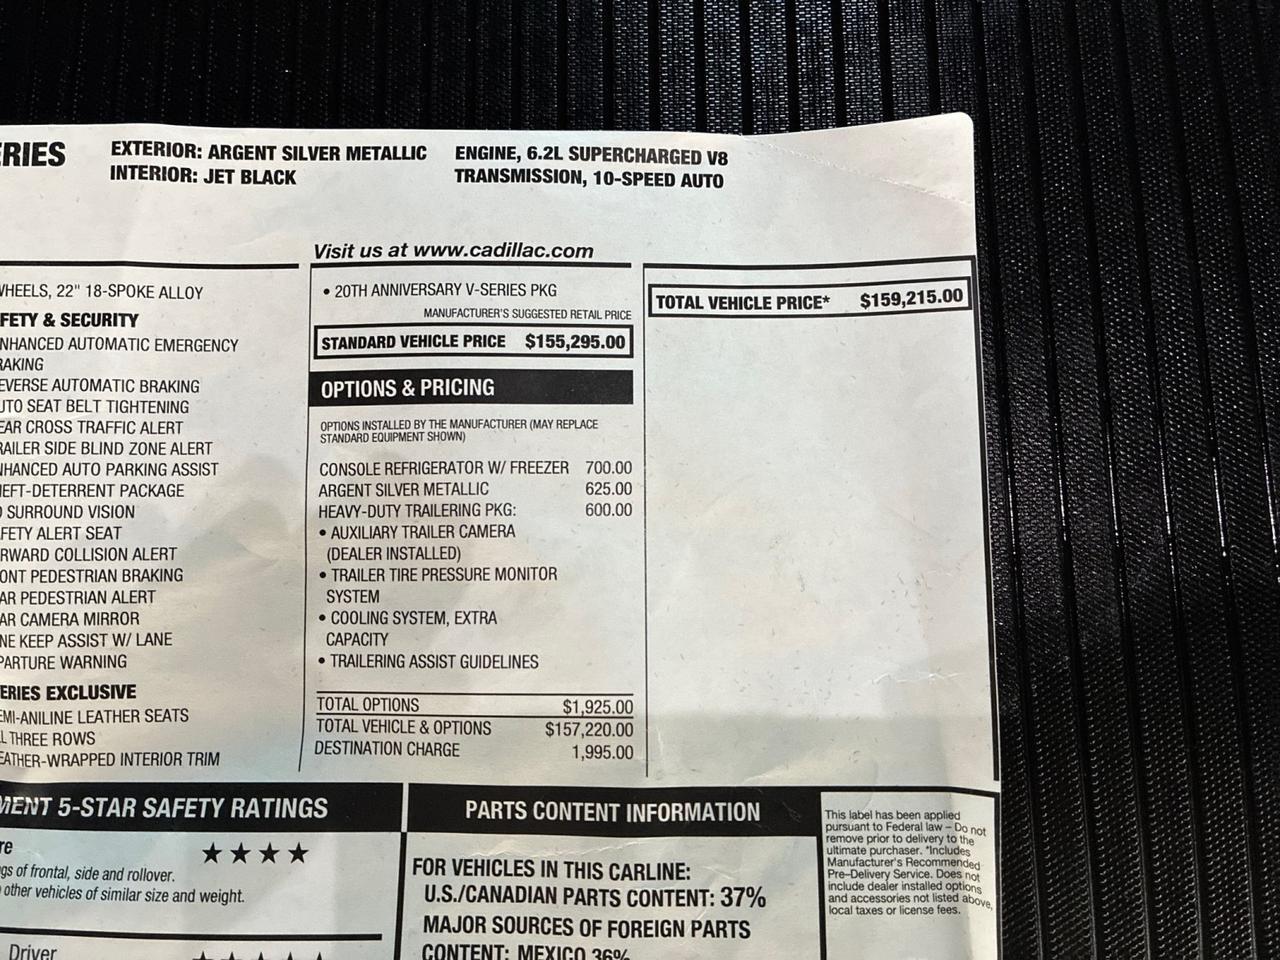 ERIES
EXTERIOR: ARGENT SILVER METALLIC
INTERIOR: JET BLACK
ENGINE, 6.2L SUPERCHARGED V8
TRANSMISSION, 10-SPEED AUTO
WHEELS, 22" 18-SPOKE ALLOY
FETY & SECURITY
NHANCED AUTOMATIC EMERGENCY
RAKING
EVERSE AUTOMATIC BRAKING
UTO SEAT BELT TIGHTENING
EAR CROSS TRAFFIC ALERT
RAILER SIDE BLIND ZONE ALERT
NHANCED AUTO PARKING ASSIST
HEFT-DETERRENT PACKAGE
D SURROUND VISION
FETY ALERT SEAT
RWARD COLLISION ALERT
ONT PEDESTRIAN BRAKING
AR PEDESTRIAN ALERT
AR CAMERA MIRROR
NE KEEP ASSIST W/ LANE
PARTURE WARNING
ERIES EXCLUSIVE
EMI-ANILINE LEATHER SEATS
L THREE ROWS
EATHER-WRAPPED INTERIOR TRIM
Visit us at www.cadillac.com
• 20TH ANNIVERSARY V-SERIES PKG
MANUFACTURER'S SUGGESTED RETAIL PRICE
STANDARD VEHICLE PRICE $155,295.00
OPTIONS & PRICING
OPTIONS INSTALLED BY THE MANUFACTURER (MAY REPLACE
STANDARD EQUIPMENT SHOWN)
CONSOLE REFRIGERATOR W/ FREEZER 700.00
ARGENT SILVER METALLIC 625.00
HEAVY-DUTY TRAILERING PKG: 600.00
• AUXILIARY TRAILER CAMERA
(DEALER INSTALLED)
• TRAILER TIRE PRESSURE MONITOR
SYSTEM
• COOLING SYSTEM, EXTRA
CAPACITY
• TRAILERING ASSIST GUIDELINES
TOTAL OPTIONS $1,925.00
TOTAL VEHICLE & OPTIONS $157,220.00
DESTINATION CHARGE 1,995.00
TOTAL VEHICLE PRICE* $159,215.00
MENT 5-STAR SAFETY RATINGS
re ★★★★
gs of frontal, side and rollover.
other vehicles of similar size and weight.
Driver ★★★★★
PARTS CONTENT INFORMATION
FOR VEHICLES IN THIS CARLINE:
U.S./CANADIAN PARTS CONTENT: 37%
MAJOR SOURCES OF FOREIGN PARTS
CONTENT: MEXICO 36%
This label has been applied
pursuant to Federal law – Do not
remove prior to delivery to the
ultimate purchaser. *Includes
Manufacturer's Recommended
Pre-Delivery Service. Does not
include dealer installed options
and accessories not listed above,
local taxes or license fees.